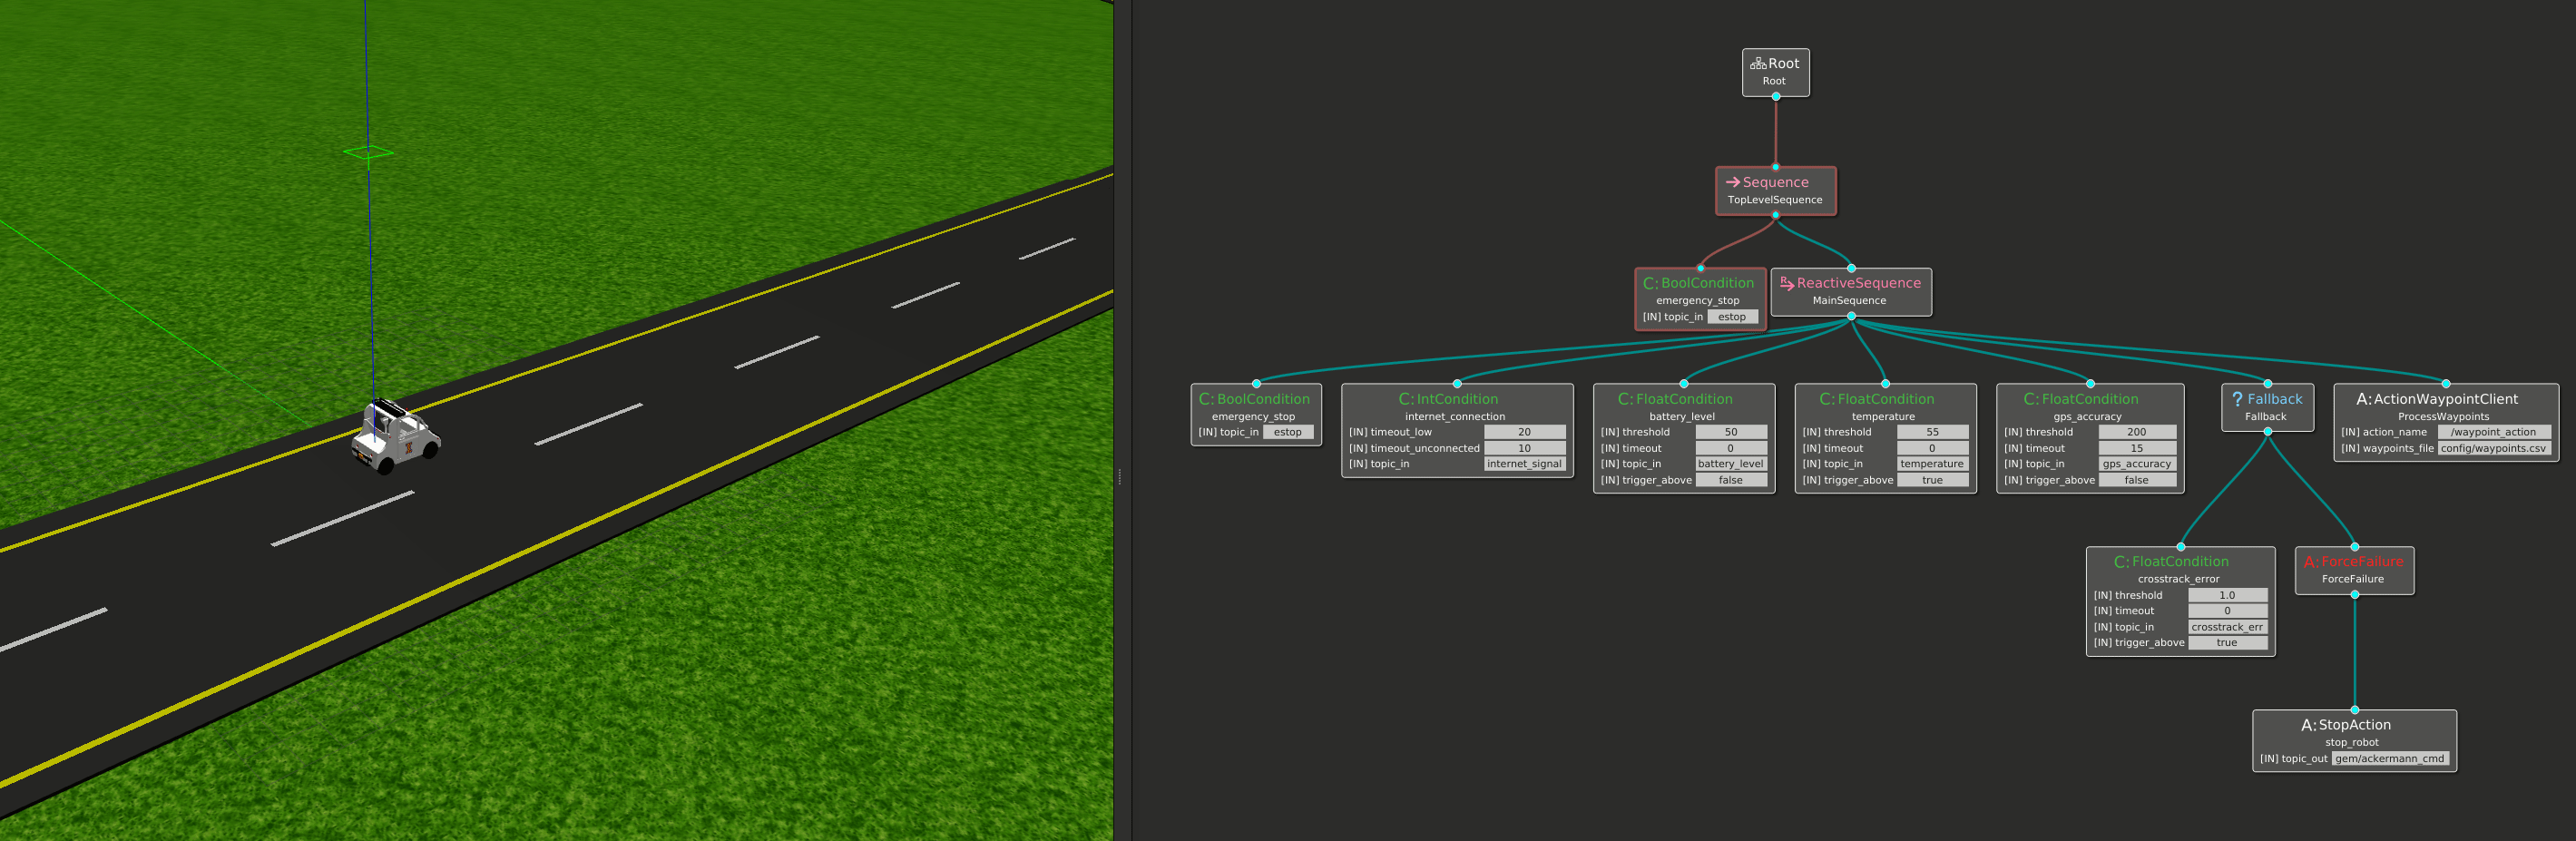 Root
Root
Sequence
TopLevelSequence
C:BoolCondition
emergency_stop
[IN] topic_in estop
ReactiveSequence
MainSequence
C:BoolCondition
emergency_stop
[IN] topic_in estop
C:IntCondition
internet_connection
[IN] timeout_low 20
[IN] timeout_unconnected 10
[IN] topic_in internet_signal
C:FloatCondition
battery_level
[IN] threshold 50
[IN] timeout 0
[IN] topic_in battery_level
[IN] trigger_above false
C:FloatCondition
temperature
[IN] threshold 55
[IN] timeout 0
[IN] topic_in temperature
[IN] trigger_above true
C:FloatCondition
gps_accuracy
[IN] threshold 200
[IN] timeout 15
[IN] topic_in gps_accuracy
[IN] trigger_above false
? Fallback
Fallback
A:ActionWaypointClient
ProcessWaypoints
[IN] action_name /waypoint_action
[IN] waypoints_file config/waypoints.csv
C:FloatCondition
crosstrack_error
[IN] threshold 1.0
[IN] timeout 0
[IN] topic_in crosstrack_err
[IN] trigger_above true
A:ForceFailure
ForceFailure
A:StopAction
stop_robot
[IN] topic_out gem/ackermann_cmd